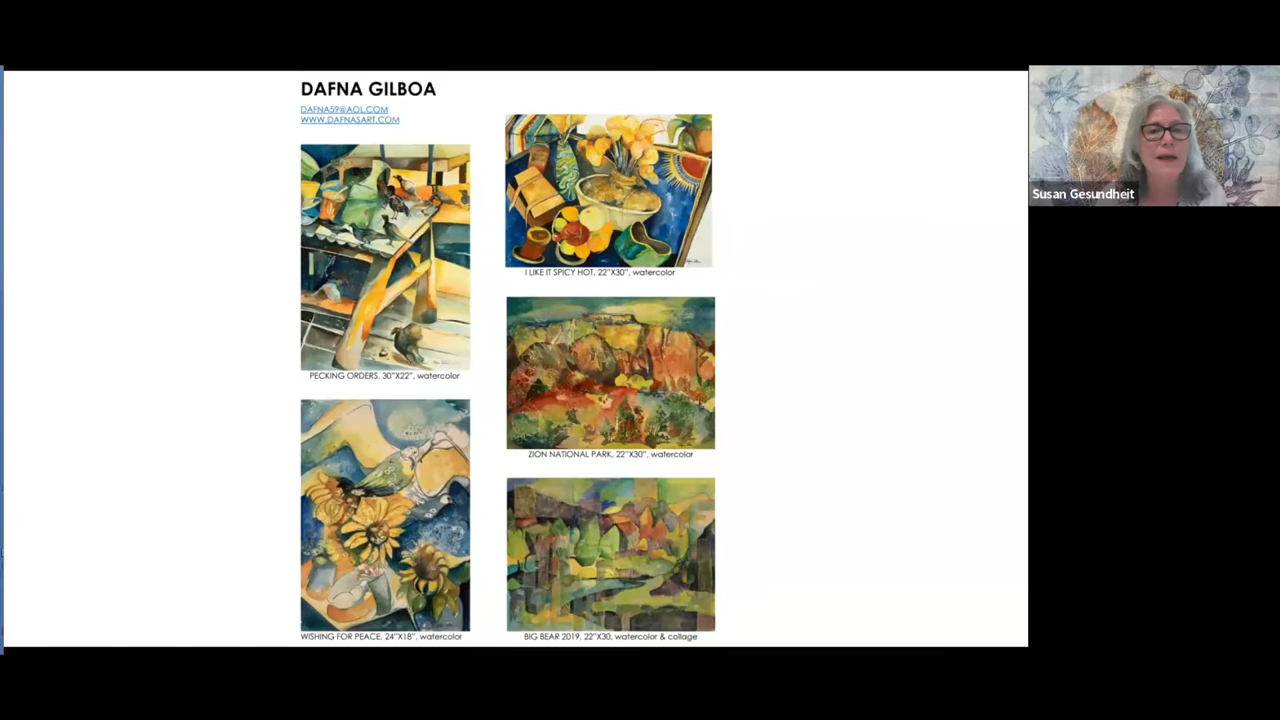 DAFNA GILBOA
DAFNA59@AOL.COM
WWW.DAFNASART.COM
PECKING ORDERS, 30"X22", watercolor
WISHING FOR PEACE, 24"X18", watercolor
I LIKE IT SPICY HOT, 22"X30", watercolor
ZION NATIONAL PARK, 22"X30", watercolor
BIG BEAR 2019, 22"X30, watercolor & collage
Susan Gesundheit